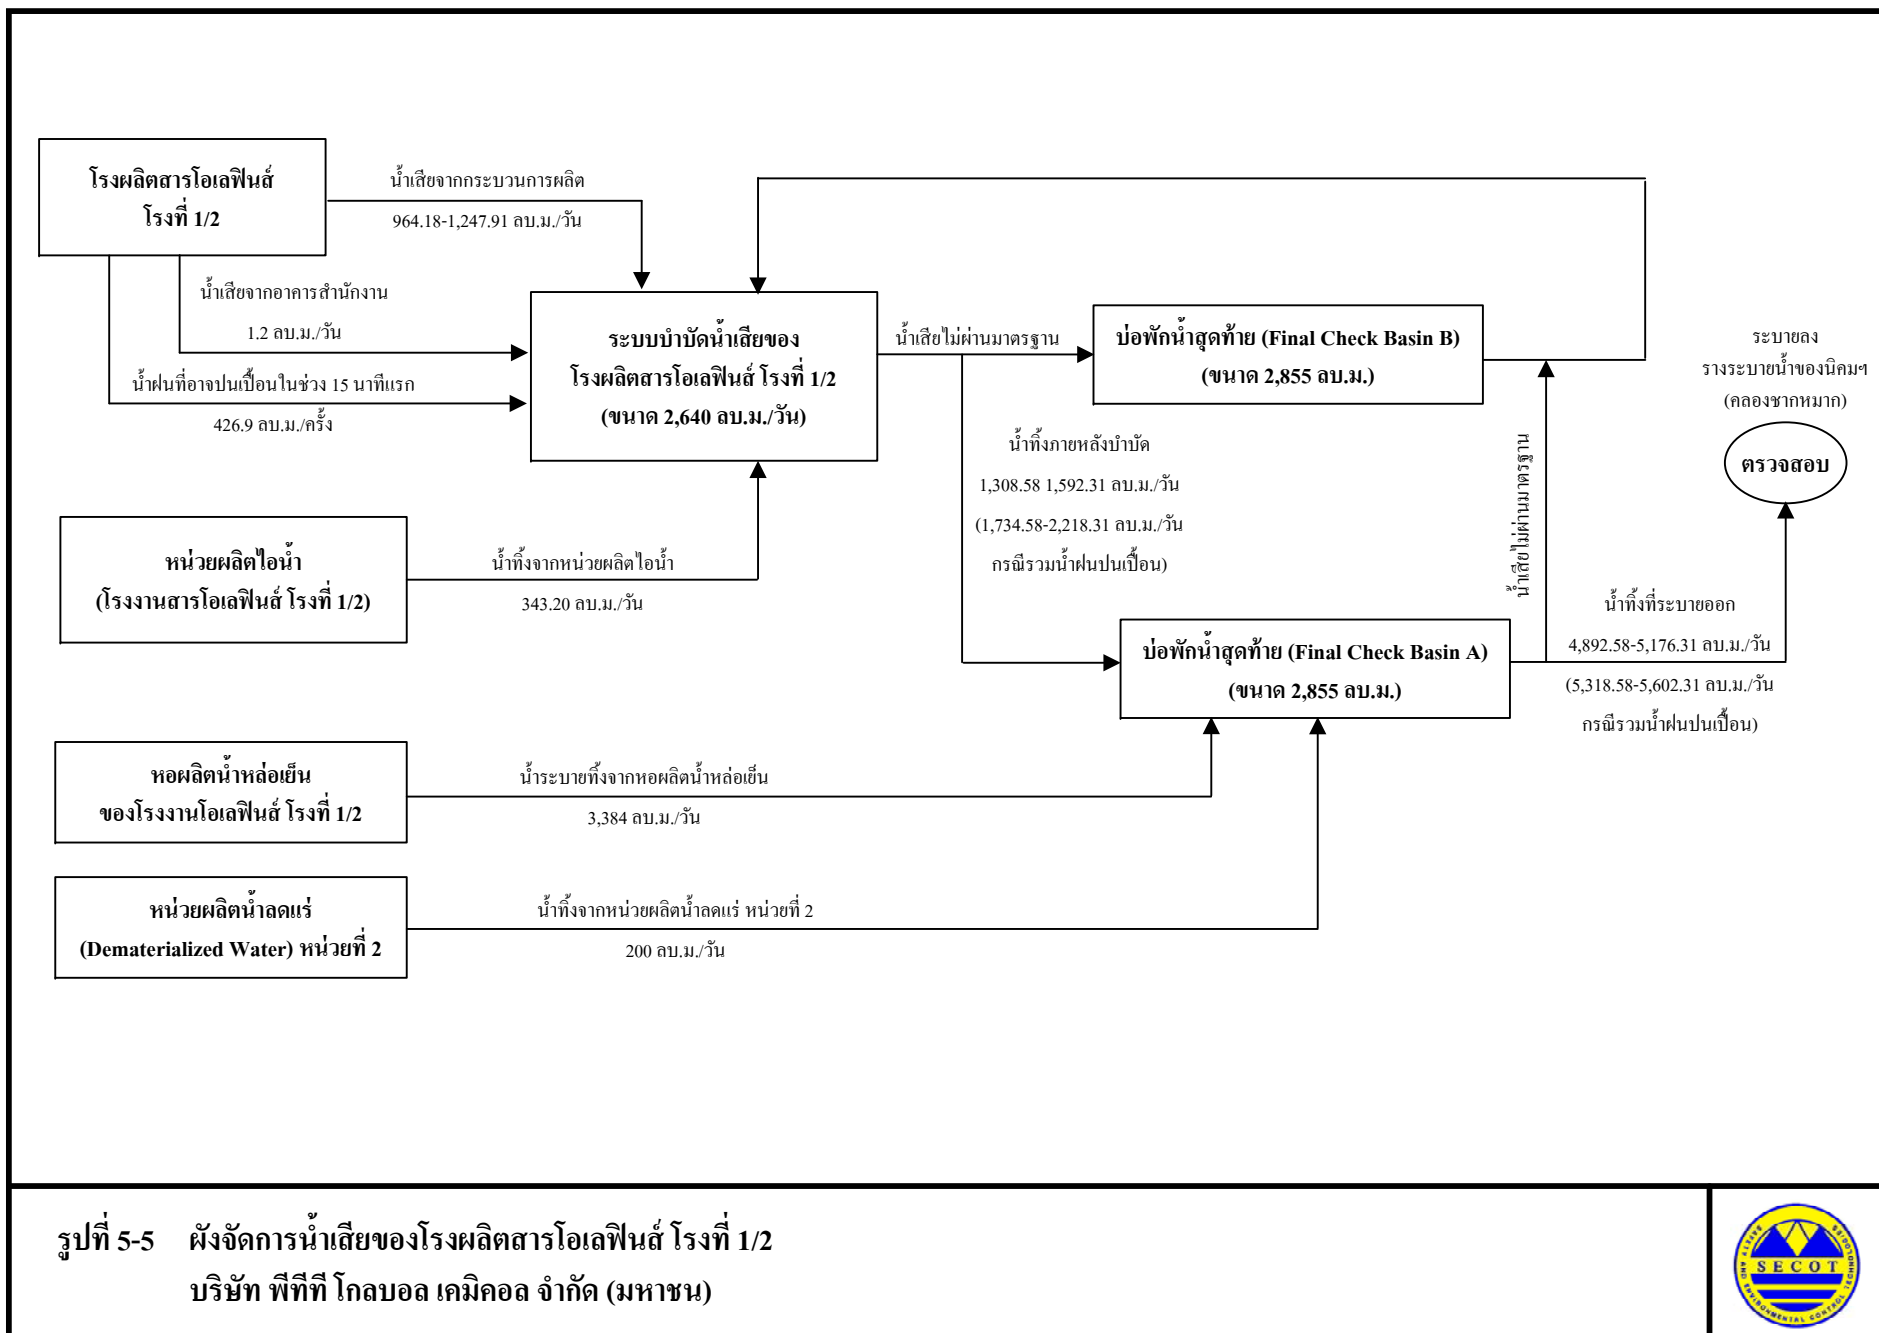 โรงผลิตสารโอเลฟินส์
โรงที่ 1/2
น้ำเสียจากกระบวนการผลิต
964.18-1,247.91 ลบ.ม./วัน
น้ำเสียจากอาคารสำนักงาน
1.2 ลบ.ม./วัน
น้ำฝนที่อาจปนเปื้อนในช่วง 15 นาทีแรก
426.9 ลบ.ม./ครั้ง
ระบบบำบัดน้ำเสียของ
โรงผลิตสารโอเลฟินส์ โรงที่ 1/2
(ขนาด 2,640 ลบ.ม./วัน)
น้ำเสียไม่ผ่านมาตรฐาน
บ่อพักน้ำสุดท้าย (Final Check Basin B)
(ขนาด 2,855 ลบ.ม.)
ระบายลง
รางระบายน้ำของนิคมฯ
(คลองชากหมาก)
ตรวจสอบ
น้ำทิ้งภายหลังบำบัด
1,308.58 1,592.31 ลบ.ม./วัน
(1,734.58-2,218.31 ลบ.ม./วัน
กรณีรวมน้ำฝนปนเปื้อน)
น้ำเสียไม่ผ่านมาตรฐาน
หน่วยผลิตไอน้ำ
(โรงงานสารโอเลฟินส์ โรงที่ 1/2)
น้ำทิ้งจากหน่วยผลิตไอน้ำ
343.20 ลบ.ม./วัน
บ่อพักน้ำสุดท้าย (Final Check Basin A)
(ขนาด 2,855 ลบ.ม.)
น้ำทิ้งที่ระบายออก
4,892.58-5,176.31 ลบ.ม./วัน
(5,318.58-5,602.31 ลบ.ม./วัน
กรณีรวมน้ำฝนปนเปื้อน)
หอผลิตน้ำหล่อเย็น
ของโรงงานโอเลฟินส์ โรงที่ 1/2
น้ำระบายทิ้งจากหอผลิตน้ำหล่อเย็น
3,384 ลบ.ม./วัน
หน่วยผลิตน้ำลดแร่
(Dematerialized Water) หน่วยที่ 2
น้ำทิ้งจากหน่วยผลิตน้ำลดแร่ หน่วยที่ 2
200 ลบ.ม./วัน
รูปที่ 5-5 ผังจัดการน้ำเสียของโรงผลิตสารโอเลฟินส์ โรงที่ 1/2
บริษัท พีทีที โกลบอล เคมิคอล จำกัด (มหาชน)
SECOT
SAFETY AND ENVIRONMENTAL CONTROL TECHNOLOGIES